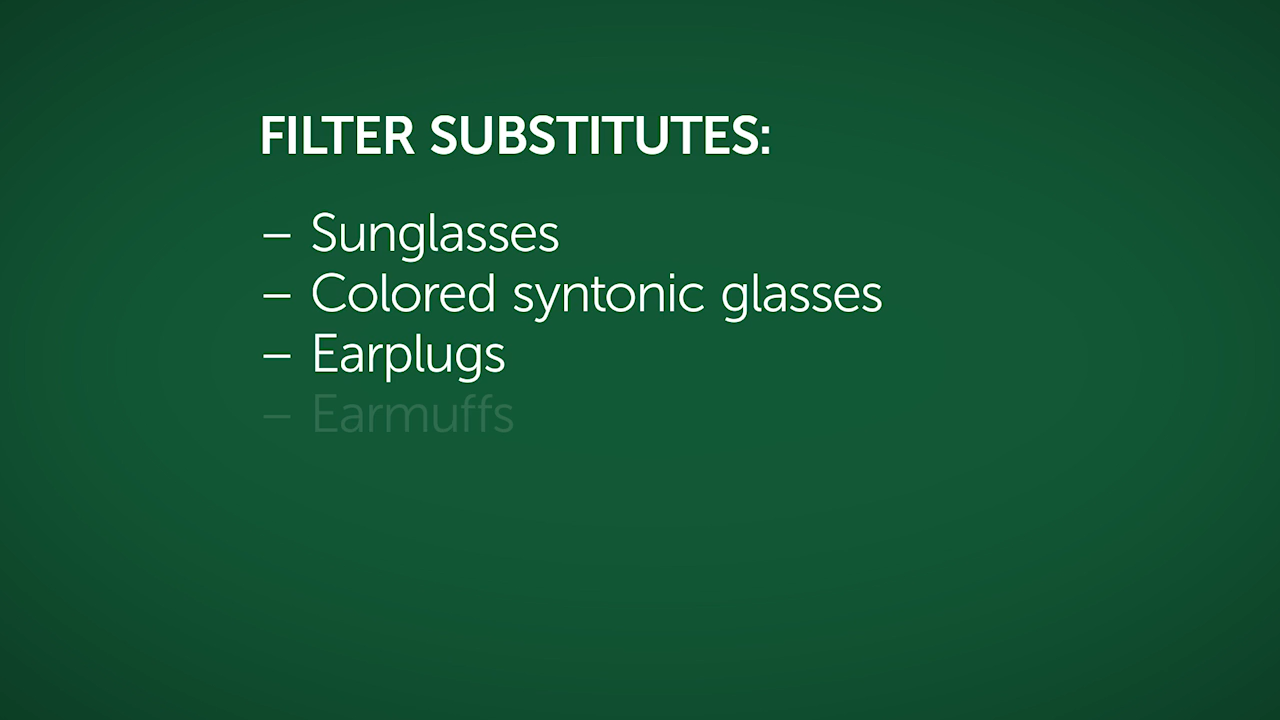 FILTER SUBSTITUTES:
– Sunglasses
– Colored syntonic glasses
– Earplugs
– Earmuffs